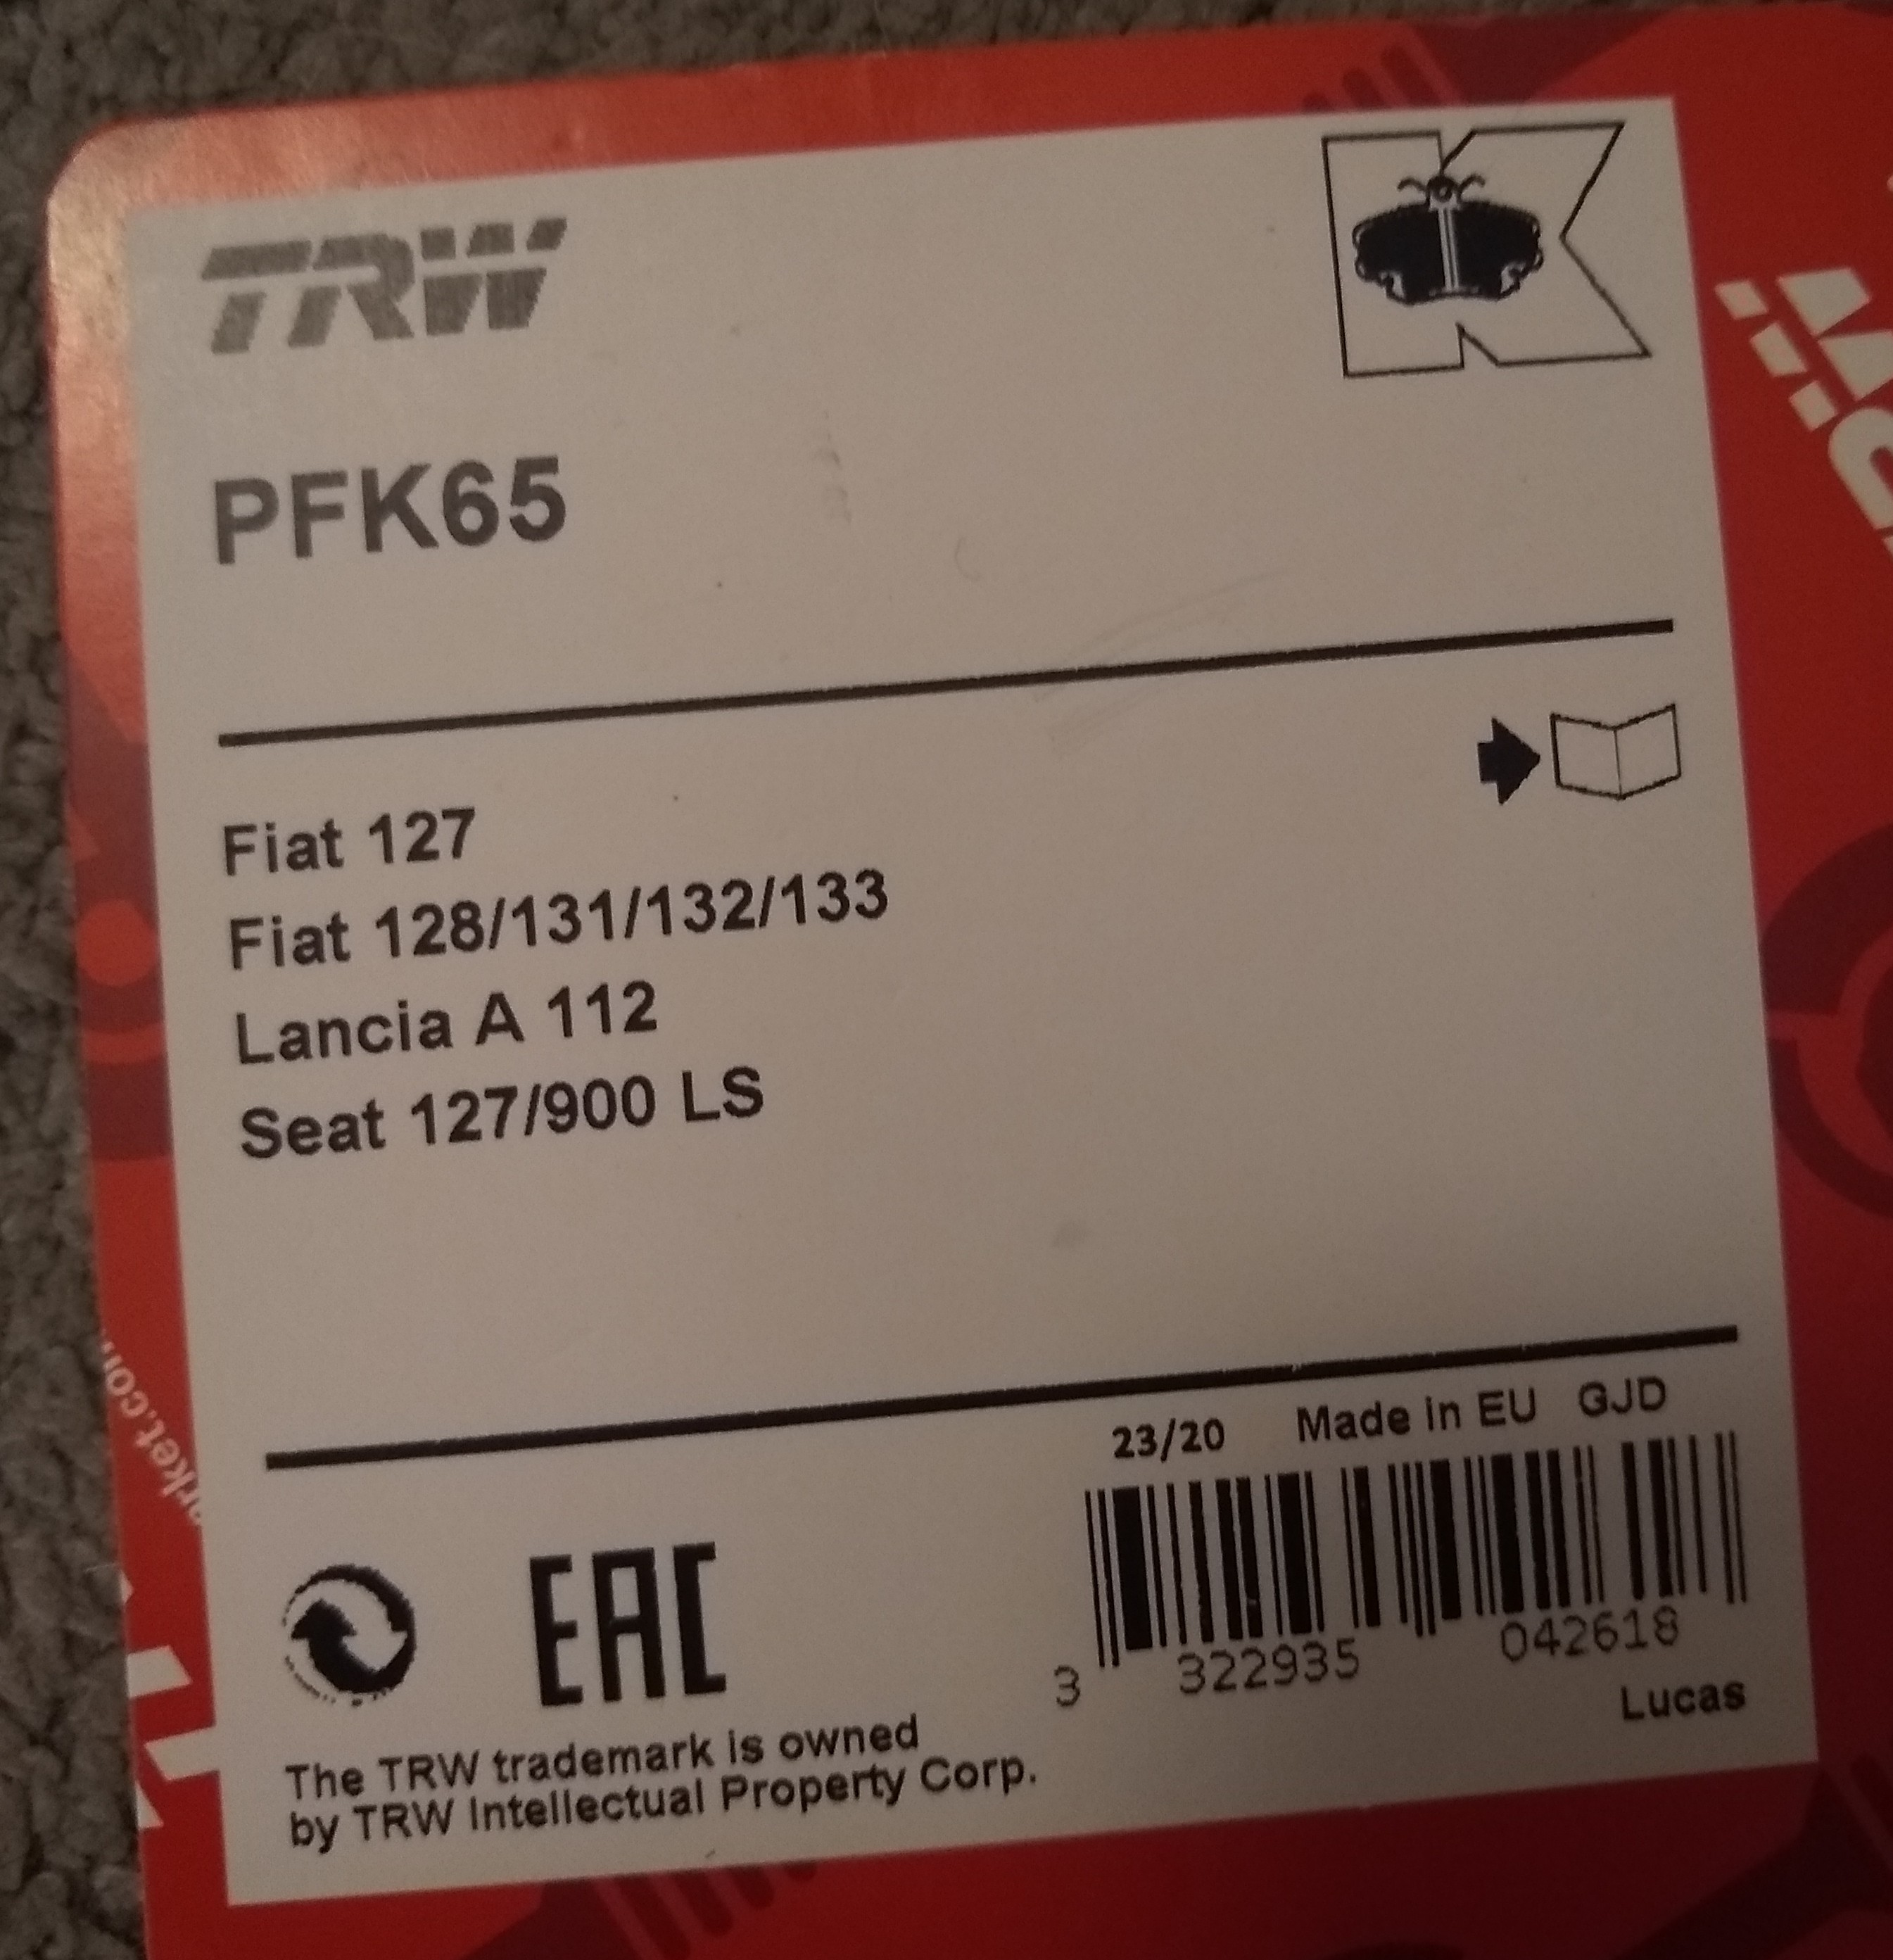 TRW
PFK65
Fiat 127
Fiat 128/131/132/133
Lancia A 112
Seat 127/900 LS
23/20 Made in EU GJD
EAC
3 322935 042618
Lucas
The TRW trademark is owned
by TRW Intellectual Property Corp.